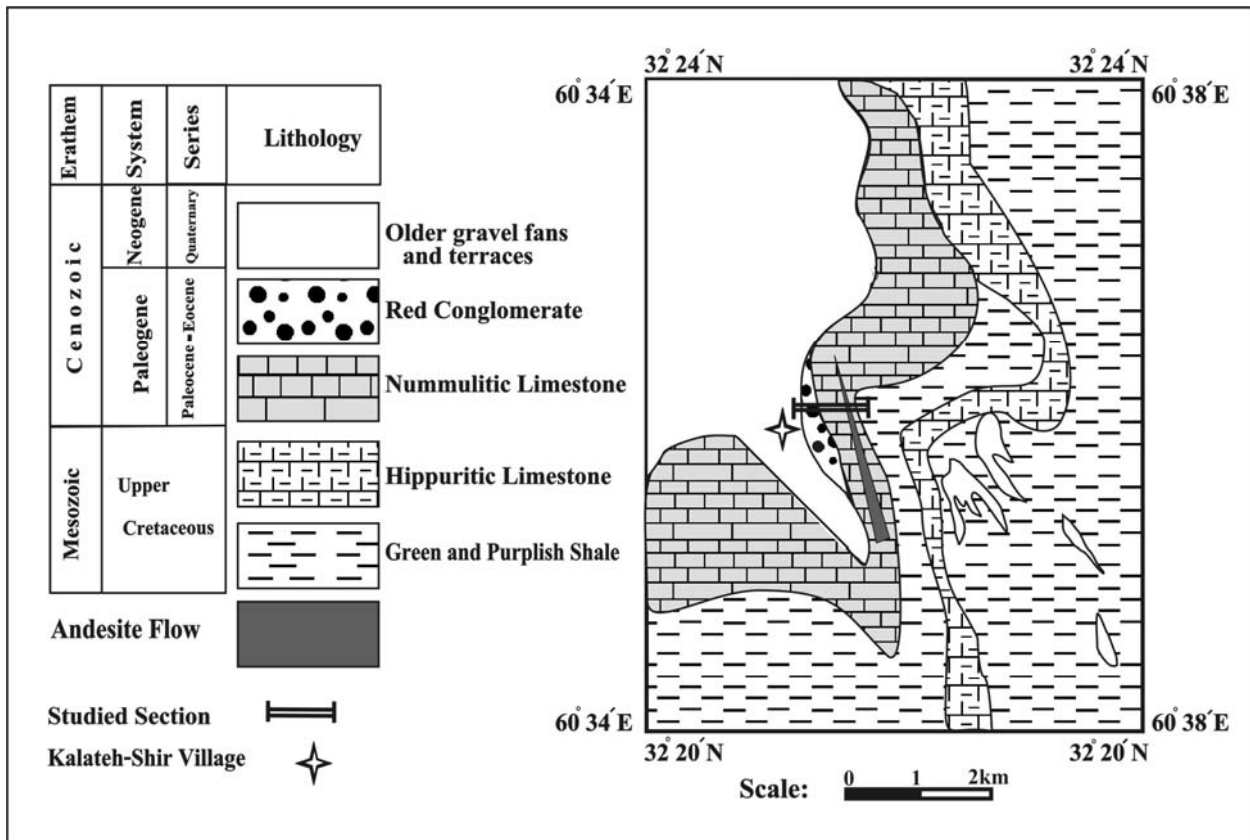 Erathem
System
Series
Lithology
Cenozoic
Neogene
Quaternary
Older gravel fans
and terraces
Paleogene
Paleocene - Eocene
Red Conglomerate
Nummulitic Limestone
Mesozoic
Upper
Cretaceous
Hippuritic Limestone
Green and Purplish Shale
Andesite Flow
Studied Section
Kalateh-Shir Village
32° 24´ N
32° 24´ N
60° 34´ E
60° 38´ E
60° 34´ E
60° 38´ E
32° 20´ N
32° 20´ N
Scale:
0 1 2km